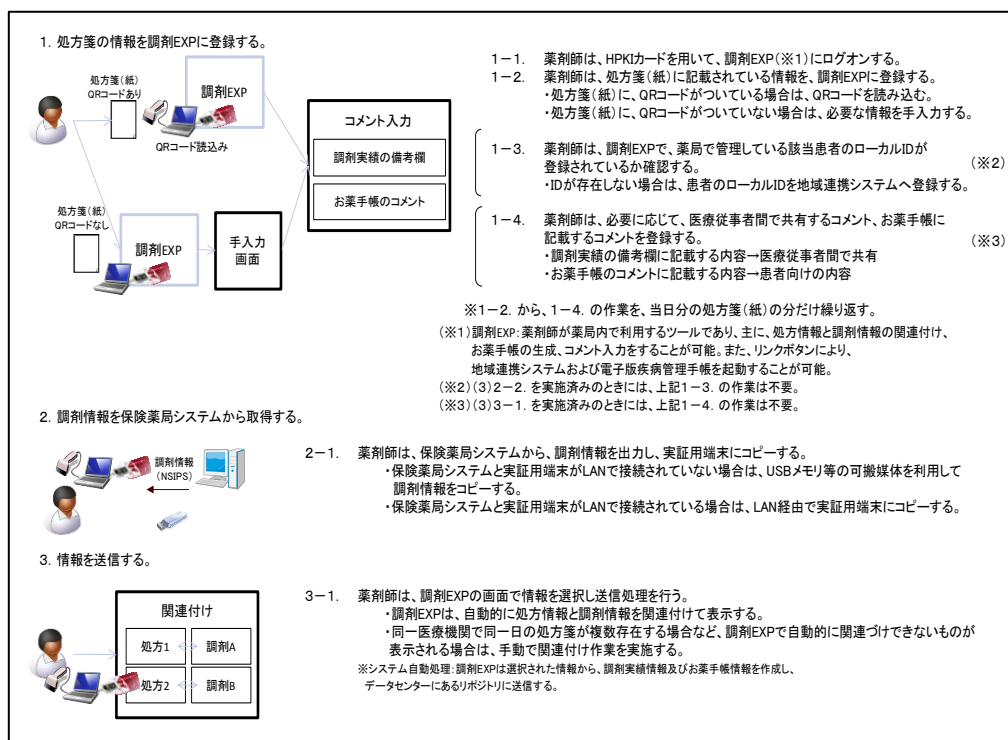 1. 処方箋の情報を調剤EXPに登録する。
処方箋(紙)
QRコードあり
調剤EXP
QRコード読込み
処方箋(紙)
QRコードなし
調剤EXP
手入力
画面
コメント入力
調剤実績の備考欄
お薬手帳のコメント
1-1. 薬剤師は、HPKIカードを用いて、調剤EXP(※1)にログオンする。
1-2. 薬剤師は、処方箋(紙)に記載されている情報を、調剤EXPに登録する。
・処方箋(紙)に、QRコードがついている場合は、QRコードを読み込む。
・処方箋(紙)に、QRコードがついていない場合は、必要な情報を手入力する。
1-3. 薬剤師は、調剤EXPで、薬局で管理している該当患者のローカルIDが
登録されているか確認する。
(※2)
・IDが存在しない場合は、患者のローカルIDを地域連携システムへ登録する。
1-4. 薬剤師は、必要に応じて、医療従事者間で共有するコメント、お薬手帳に
記載するコメントを登録する。
(※3)
・調剤実績の備考欄に記載する内容→医療従事者間で共有
・お薬手帳のコメントに記載する内容→患者向けの内容
※1-2. から、1-4. の作業を、当日分の処方箋(紙)の分だけ繰り返す。
(※1)調剤EXP:薬剤師が薬局内で利用するツールであり、主に、処方情報と調剤情報の関連付け、
お薬手帳の生成、コメント入力をすることが可能。また、リンクボタンにより、
地域連携システムおよび電子版疾病管理手帳を起動することが可能。
(※2)(3)2-2. を実施済みのときには、上記1-3. の作業は不要。
(※3)(3)3-1. を実施済みのときには、上記1-4. の作業は不要。
2. 調剤情報を保険薬局システムから取得する。
調剤情報
(NSIPS)
2-1. 薬剤師は、保険薬局システムから、調剤情報を出力し、実証用端末にコピーする。
・保険薬局システムと実証用端末がLANで接続されていない場合は、USBメモリ等の可搬媒体を利用して
調剤情報をコピーする。
・保険薬局システムと実証用端末がLANで接続されている場合は、LAN経由で実証用端末にコピーする。
3. 情報を送信する。
関連付け
処方1
調剤A
処方2
調剤B
3-1. 薬剤師は、調剤EXPの画面で情報を選択し送信処理を行う。
・調剤EXPは、自動的に処方情報と調剤情報を関連付けて表示する。
・同一医療機関で同一日の処方箋が複数存在する場合など、調剤EXPで自動的に関連づけできないものが
表示される場合は、手動で関連付け作業を実施する。
※システム自動処理:調剤EXPは選択された情報から、調剤実績情報及びお薬手帳情報を作成し、
データセンターにあるリポジトリに送信する。